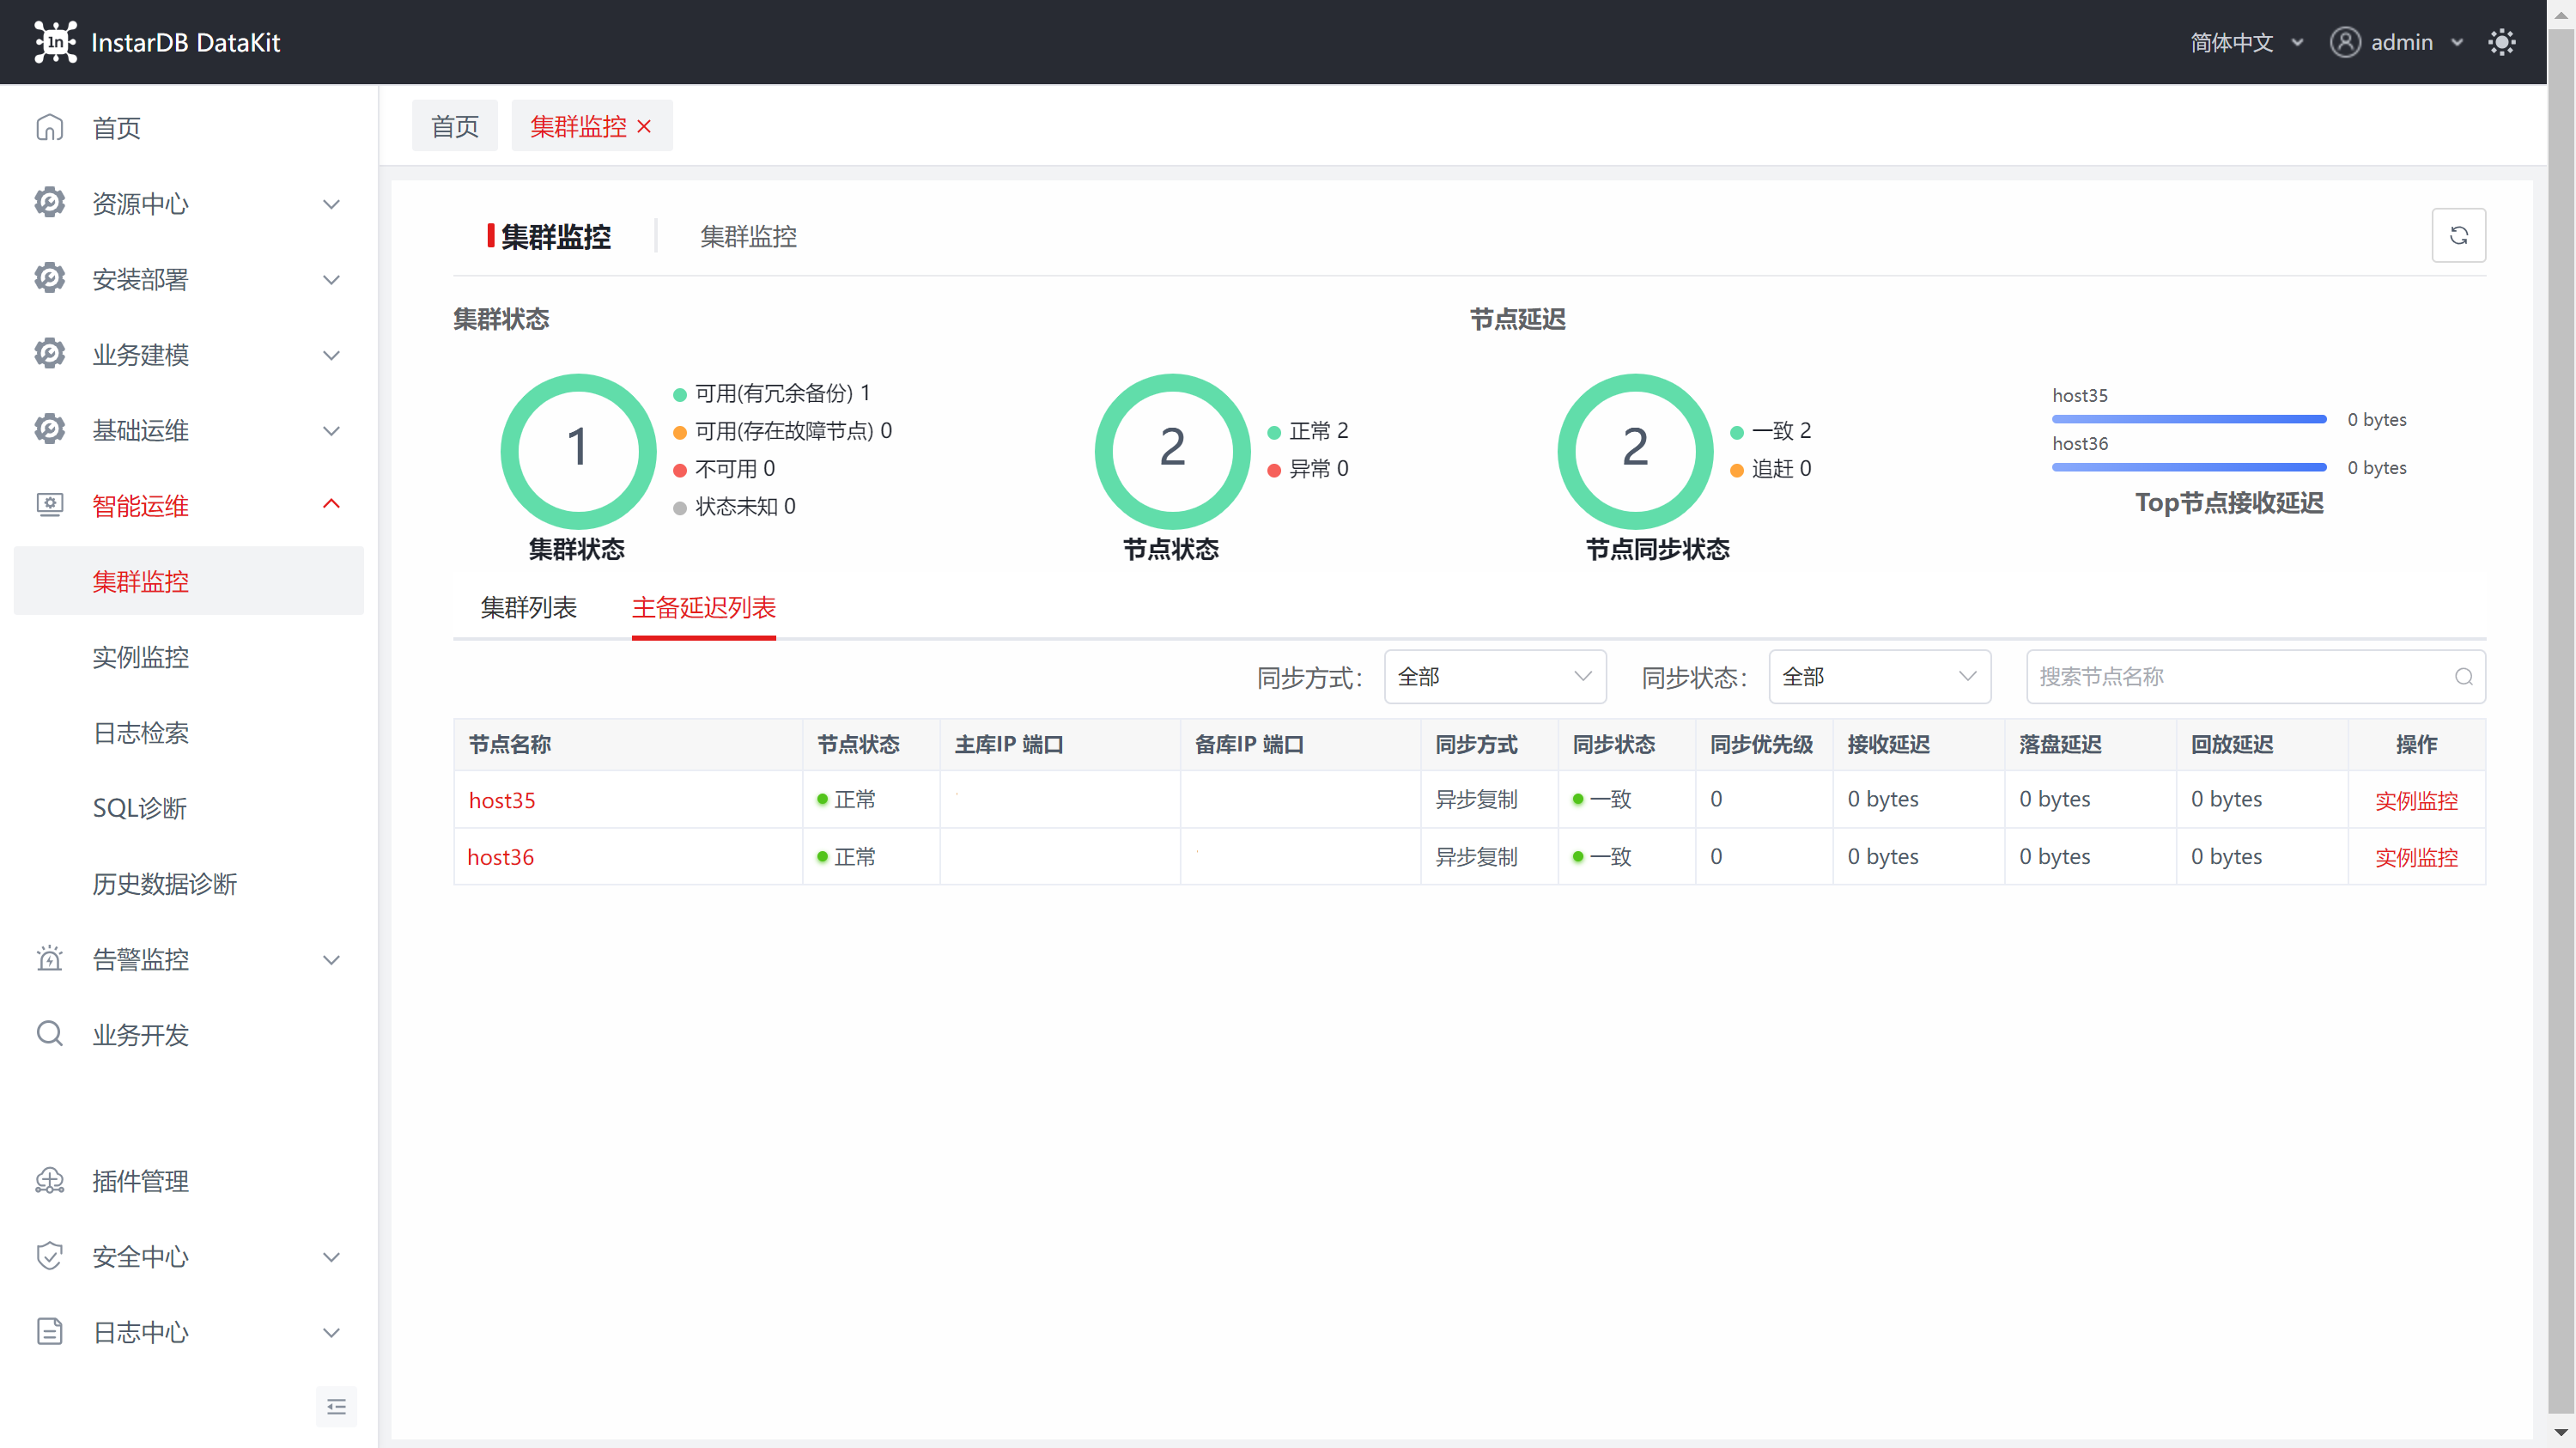 InstarDB DataKit
简体中文
admin
首页
资源中心
安装部署
业务建模
基础运维
智能运维
集群监控
实例监控
日志检索
SQL诊断
历史数据诊断
告警监控
业务开发
插件管理
安全中心
日志中心
首页 集群监控
集群监控 集群监控
集群状态
1
可用(有冗余备份) 1
可用(存在故障节点) 0
不可用 0
状态未知 0
集群状态
2
正常 2
异常 0
节点状态
节点延迟
2
一致 2
追赶 0
节点同步状态
host35
0 bytes
host36
0 bytes
Top节点接收延迟
集群列表 主备延迟列表
同步方式: 全部 同步状态: 全部 搜索节点名称
节点名称 节点状态 主库IP 端口 备库IP 端口 同步方式 同步状态 同步优先级 接收延迟 落盘延迟 回放延迟 操作
host35 正常 异步复制 一致 0 0 bytes 0 bytes 0 bytes 实例监控
host36 正常 异步复制 一致 0 0 bytes 0 bytes 0 bytes 实例监控